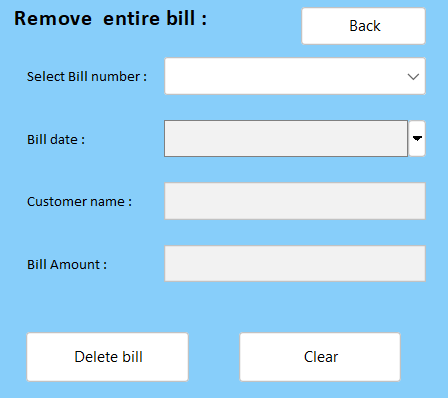 Remove entire bill :
Back
Select Bill number :
Bill date :
Customer name :
Bill Amount :
Delete bill
Clear